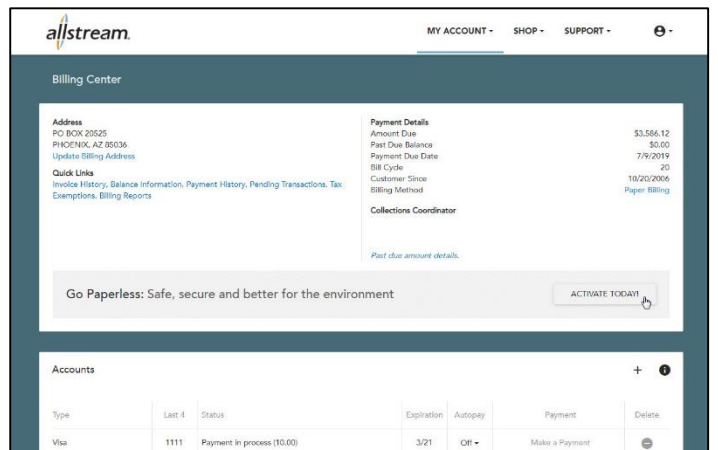 allstream.
MY ACCOUNT
SHOP
SUPPORT
Billing Center
Address
PO BOX 20525
PHOENIX, AZ 85036
Update Billing Address
Quick Links
Invoice History, Balance Information, Payment History, Pending Transactions, Tax
Exemptions, Billing Reports
Payment Details
Amount Due $3,586.12
Past Due Balance $0.00
Payment Due Date 7/9/2019
Bill Cycle 20
Customer Since 10/20/2006
Billing Method Paper Billing
Collections Coordinator
Past due amount details.
Go Paperless: Safe, secure and better for the environment
ACTIVATE TODAY!
Accounts
Type Last 4 Status Expiration Autopay Payment Delete
Visa 1111 Payment in process (10.00) 3/21 Off Make a Payment